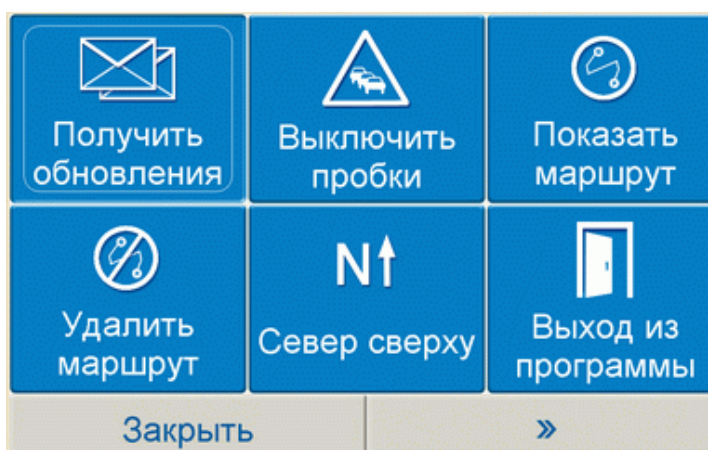 Получить
обновления
Выключить
пробки
Показать
маршрут
Удалить
маршрут
N↑
Север сверху
Выход из
программы
Закрыть
»